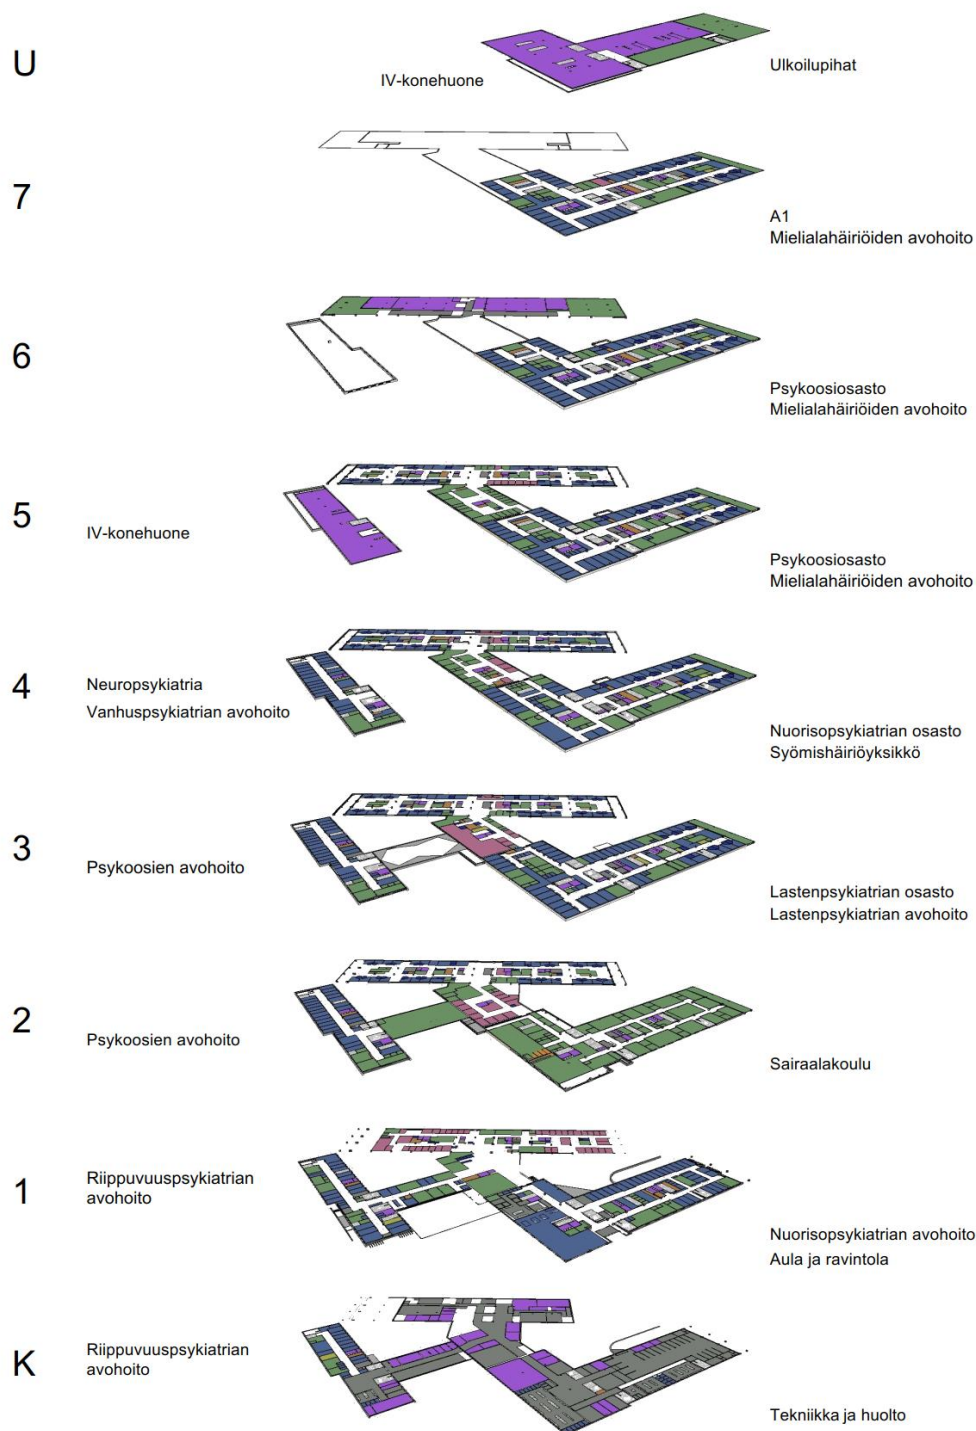 U
IV-konehuone
Ulkoilupihat
7
A1
Mielialahäiriöiden avohoito
6
Psykoosiosasto
Mielialahäiriöiden avohoito
5
IV-konehuone
Psykoosiosasto
Mielialahäiriöiden avohoito
4
Neuropsykiatria
Vanhuspsykiatrian avohoito
Nuorisopsykiatrian osasto
Syömishäiriöyksikkö
3
Psykoosien avohoito
Lastenpsykiatrian osasto
Lastenpsykiatrian avohoito
2
Psykoosien avohoito
Sairaalakoulu
1
Riippuvuuspsykiatrian
avohoito
Nuorisopsykiatrian avohoito
Aula ja ravintola
K
Riippuvuuspsykiatrian
avohoito
Tekniikka ja huolto